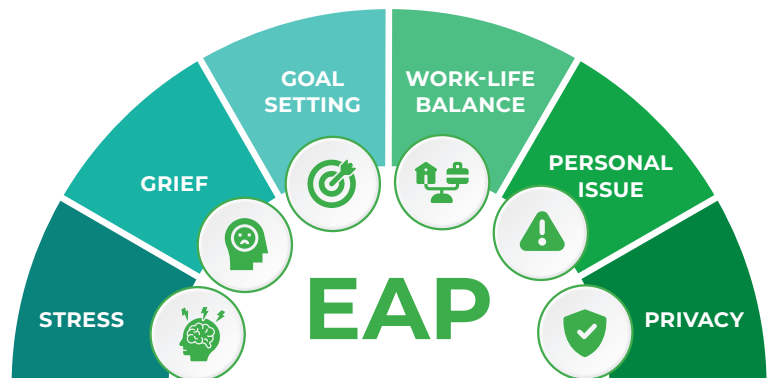 STRESS
GRIEF
GOAL
SETTING
WORK-LIFE
BALANCE
PERSONAL
ISSUE
PRIVACY
EAP